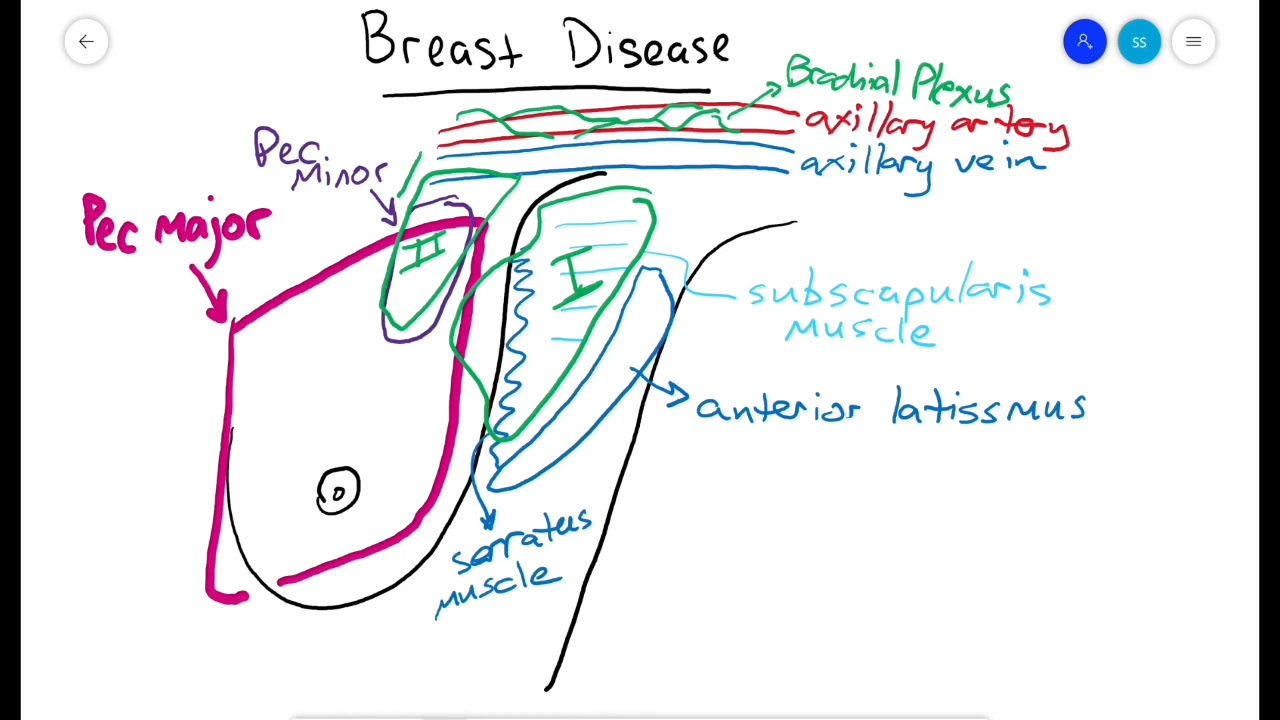 Breast Disease
SS
Brachial Plexus
axillary artery
axillary vein
Pec
Minor
Pec Major
II
I
subscapularis
muscle
anterior latissmus
serratus
muscle